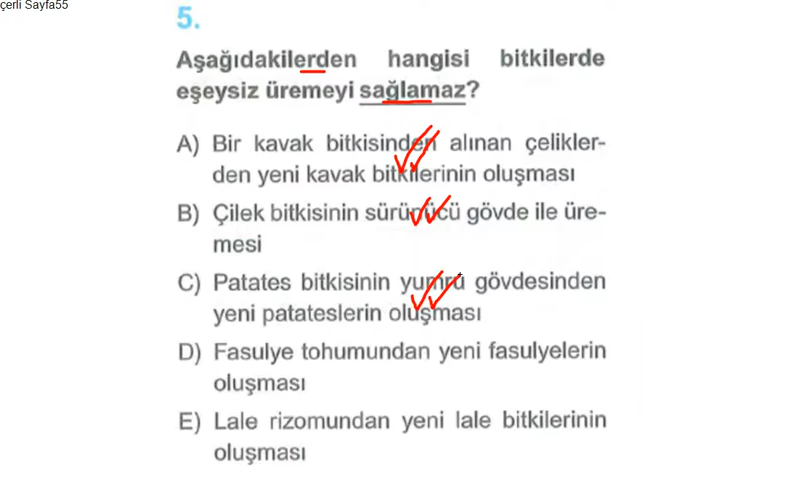 çerli Sayfa55
5.
Aşağıdakilerden hangisi bitkilerde
eşeysiz üremeyi sağlamaz?
A) Bir kavak bitkisinden alınan çelikler-
den yeni kavak bitkilerinin oluşması
B) Çilek bitkisinin sürünücü gövde ile üre-
mesi
C) Patates bitkisinin yumru gövdesinden
yeni patateslerin oluşması
D) Fasulye tohumundan yeni fasulyelerin
oluşması
E) Lale rizomundan yeni lale bitkilerinin
oluşması